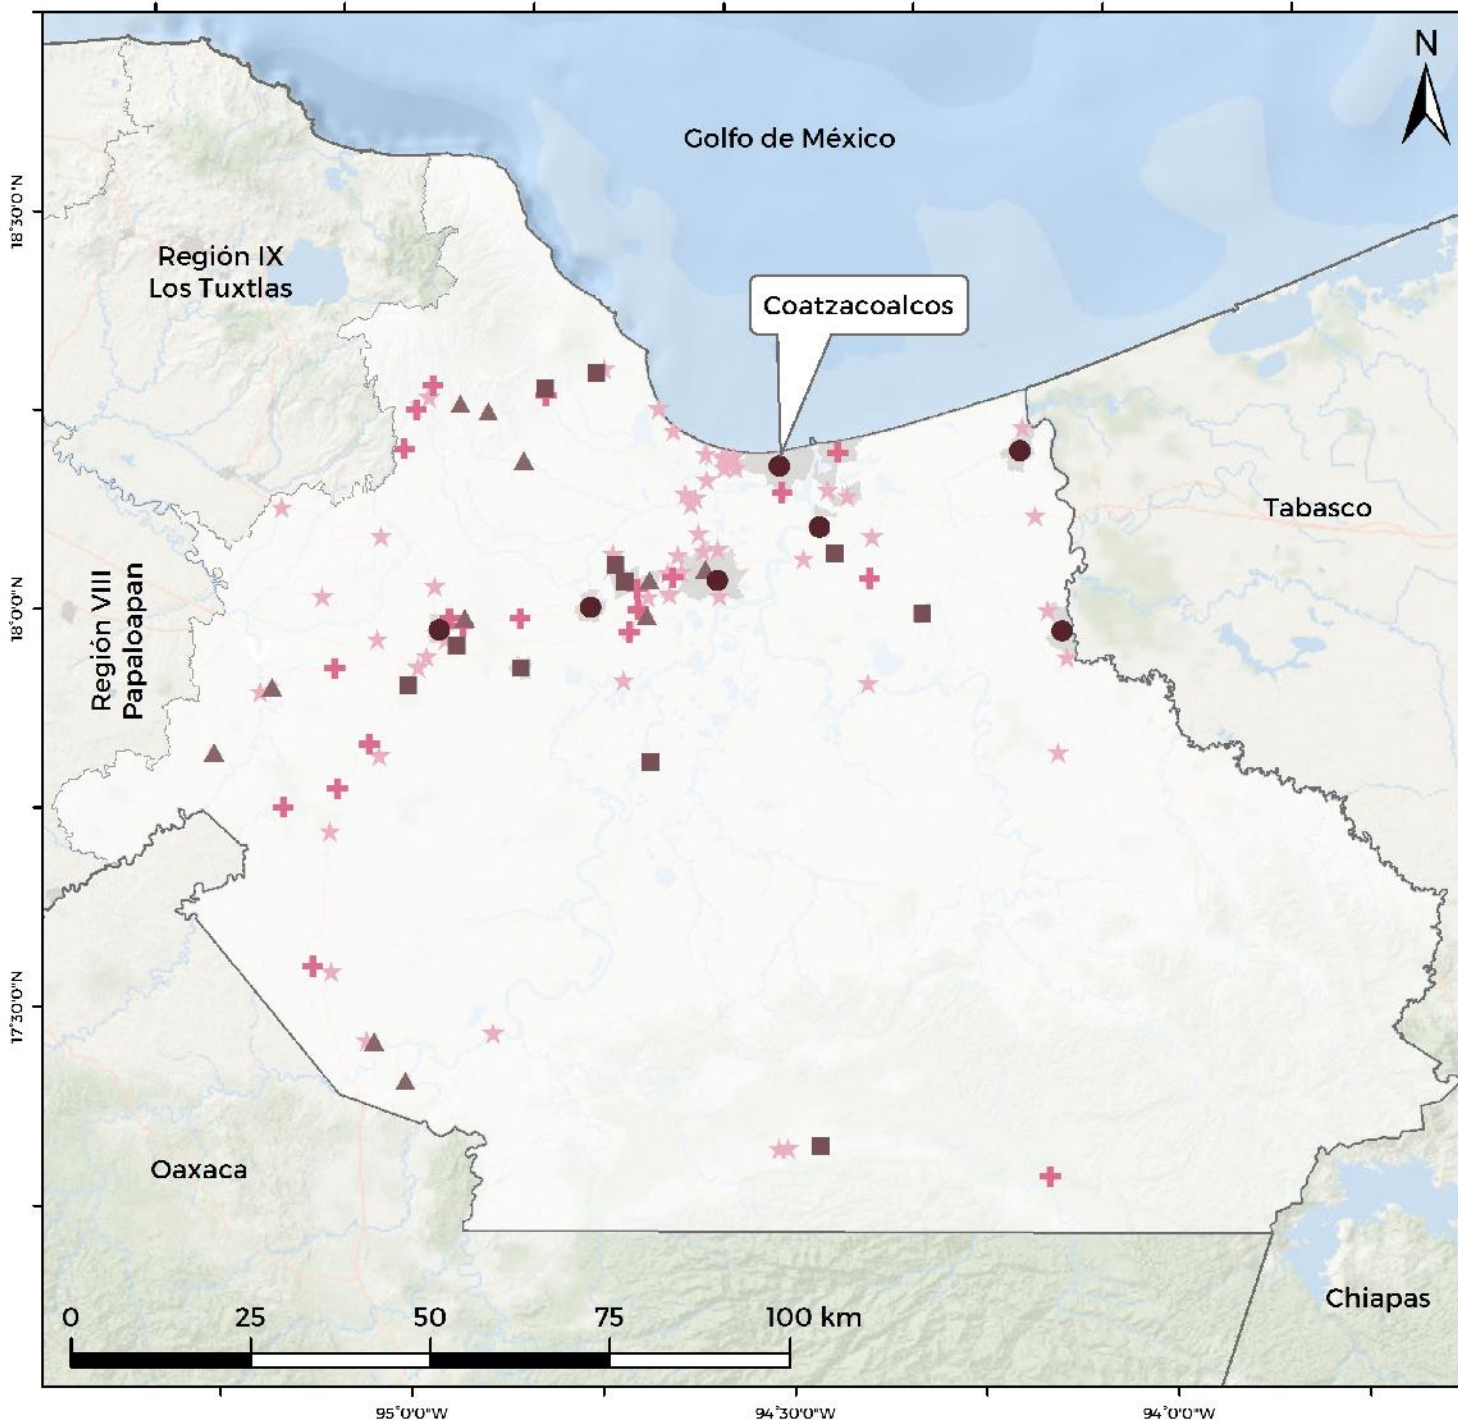 N
Golfo de México
18°30'0"N
Región IX
Los Tuxtlas
Coatzacoalcos
Tabasco
18°0'0"N
Región VIII
Papaloapan
17°30'0"N
Oaxaca
Chiapas
0 25 50 75 100 km
95°0'0"W 94°30'0"W 94°0'0"W